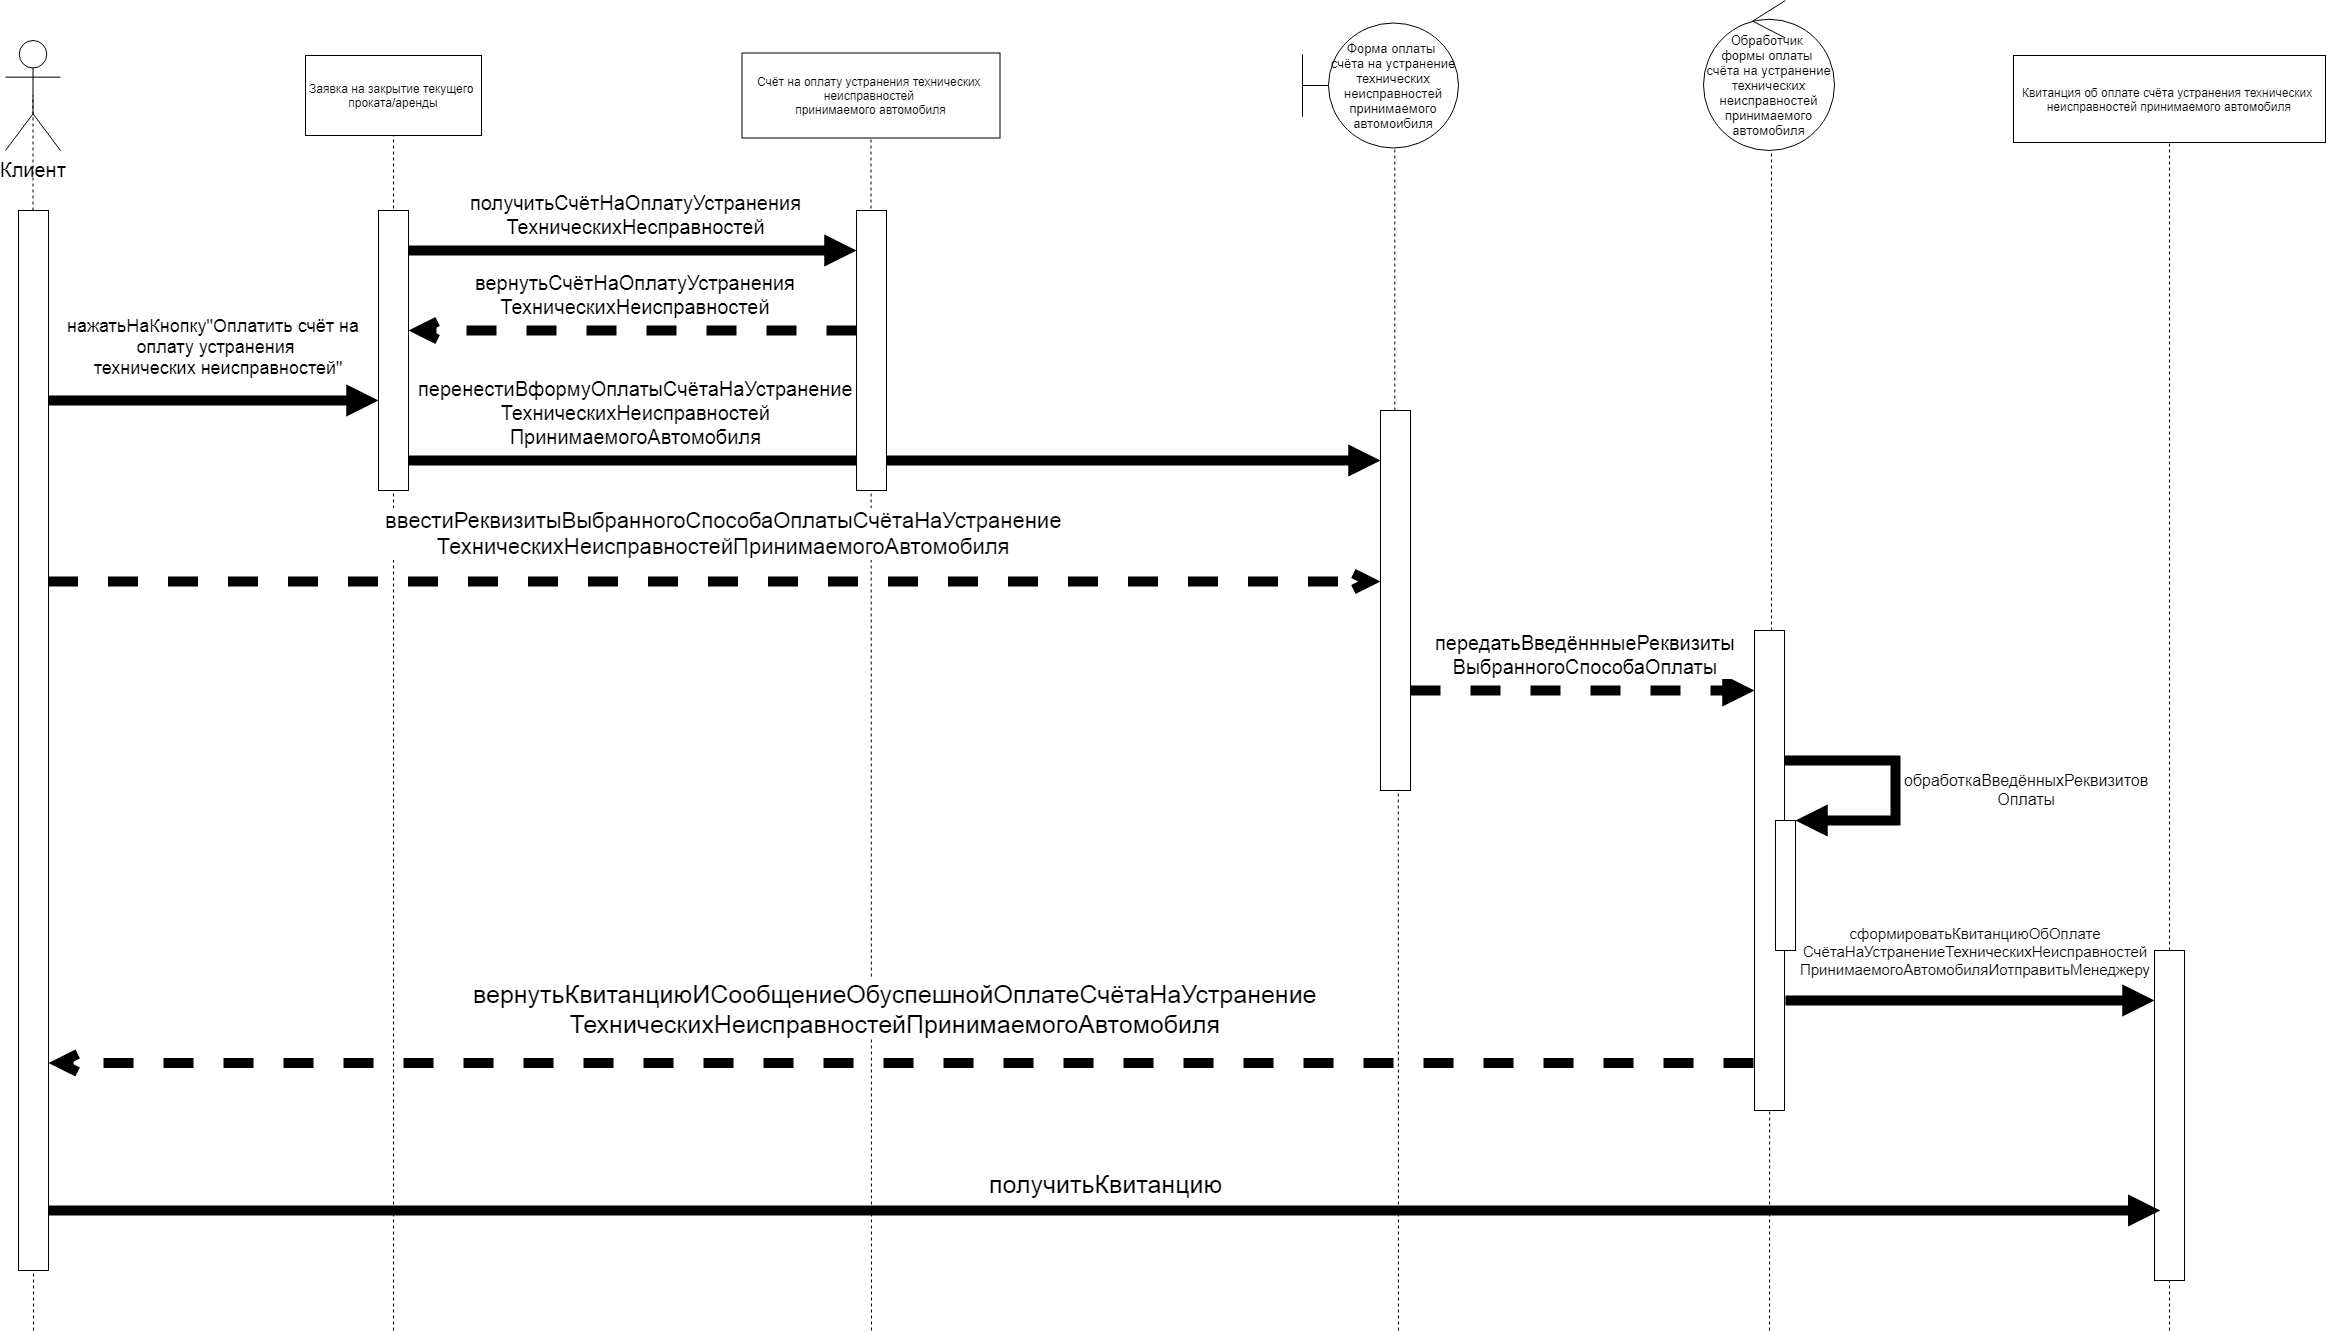 Клиент
Заявка на закрытие текущего
проката/аренды
Счёт на оплату устранения технических
неисправностей
принимаемого автомобиля
Форма оплаты
счёта на устранение
технических
неисправностей
принимаемого
автомоибиля
Обработчик
формы оплаты
счёта на устранение
технических
неисправностей
принимаемого
автомобиля
Квитанция об оплате счёта устранения технических
неисправностей принимаемого автомобиля
получитьСчётНаОплатуУстранения
ТехническихНесправностей
вернутьСчётНаОплатуУстранения
ТехническихНеисправностей
нажатьНаКнопку"Оплатить счёт на
оплату устранения
технических неисправностей"
перенестиВформуОплатыСчётаНаУстранение
ТехническихНеисправностей
ПринимаемогоАвтомобиля
ввестиРеквизитыВыбранногоСпособаОплатыСчётаНаУстранение
ТехническихНеисправностейПринимаемогоАвтомобиля
передатьВведённныеРеквизиты
ВыбранногоСпособаОплаты
обработкаВведённыхРеквизитов
Оплаты
сформироватьКвитанциюОбОплате
СчётаНаУстранениеТехническихНеисправностей
ПринимаемогоАвтомобиляИотправитьМенеджеру
вернутьКвитанциюИСообщениеОбуспешнойОплатеСчётаНаУстранение
ТехническихНеисправностейПринимаемогоАвтомобиля
получитьКвитанцию